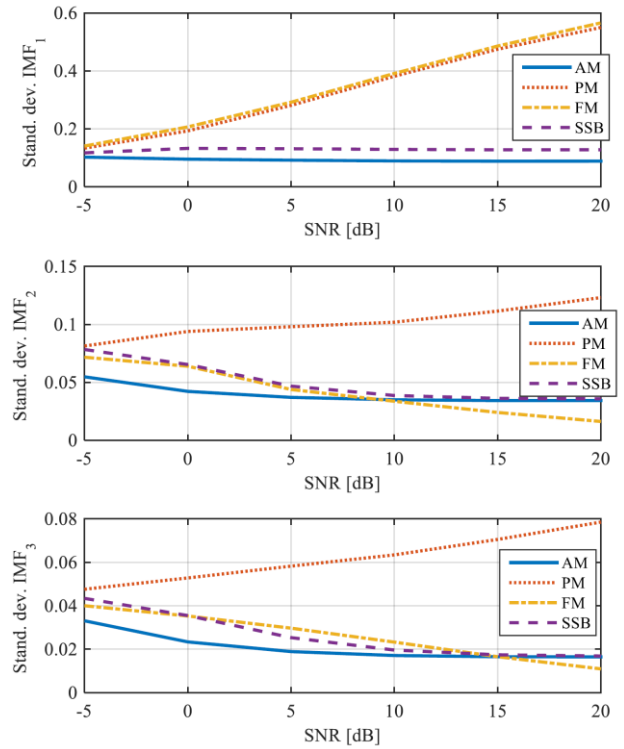 0.6
0.4
0.2
0
Stand. dev. IMF1
-5 0 5 10 15 20
SNR [dB]
AM
PM
FM
SSB
0.15
0.1
0.05
0
Stand. dev. IMF2
-5 0 5 10 15 20
SNR [dB]
AM
PM
FM
SSB
0.08
0.06
0.04
0.02
0
Stand. dev. IMF3
-5 0 5 10 15 20
SNR [dB]
AM
PM
FM
SSB